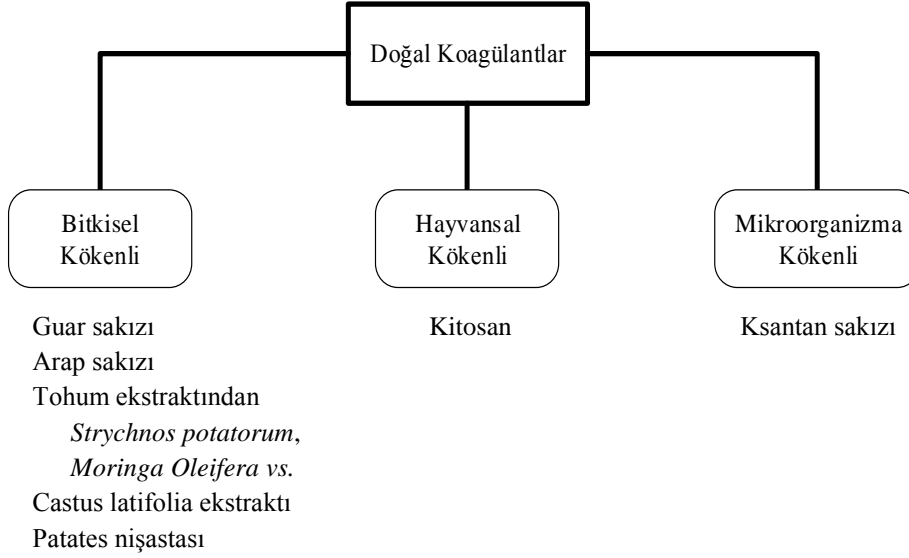 Doğal Koagülantlar
Bitkisel
Kökenli
Hayvansal
Kökenli
Mikroorganizma
Kökenli
Guar sakızı
Arap sakızı
Tohum ekstraktından
Strychnos potatorum,
Moringa Oleifera vs.
Castus latifolia ekstraktı
Patates nişastası
Kitosan
Ksantan sakızı